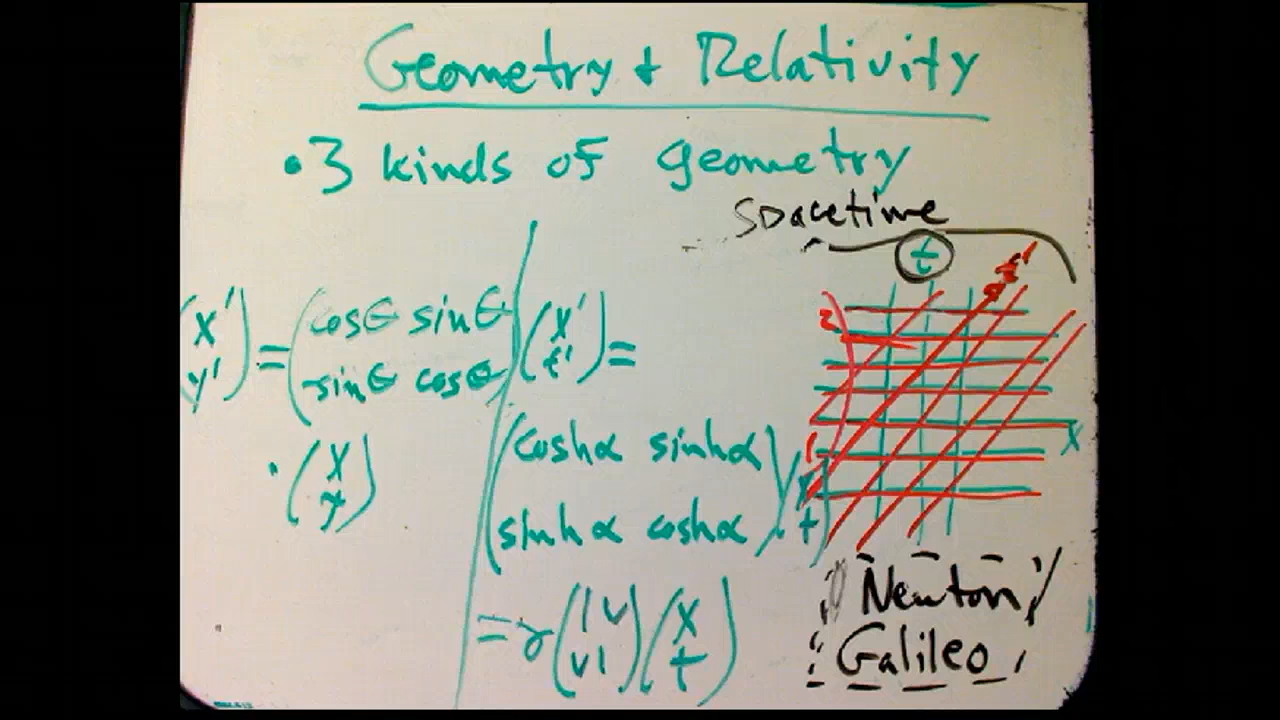 Geometry + Relativity
• 3 kinds of geometry
Spacetime
t
(x' y') = (cosθ sinθ
sinθ cosθ)
· (x y)
(x' t') =
(coshα sinhα
sinhα coshα) (x t)
= γ (1 v
v 1) (x t)
2
1
t'
x
Newton
Galileo